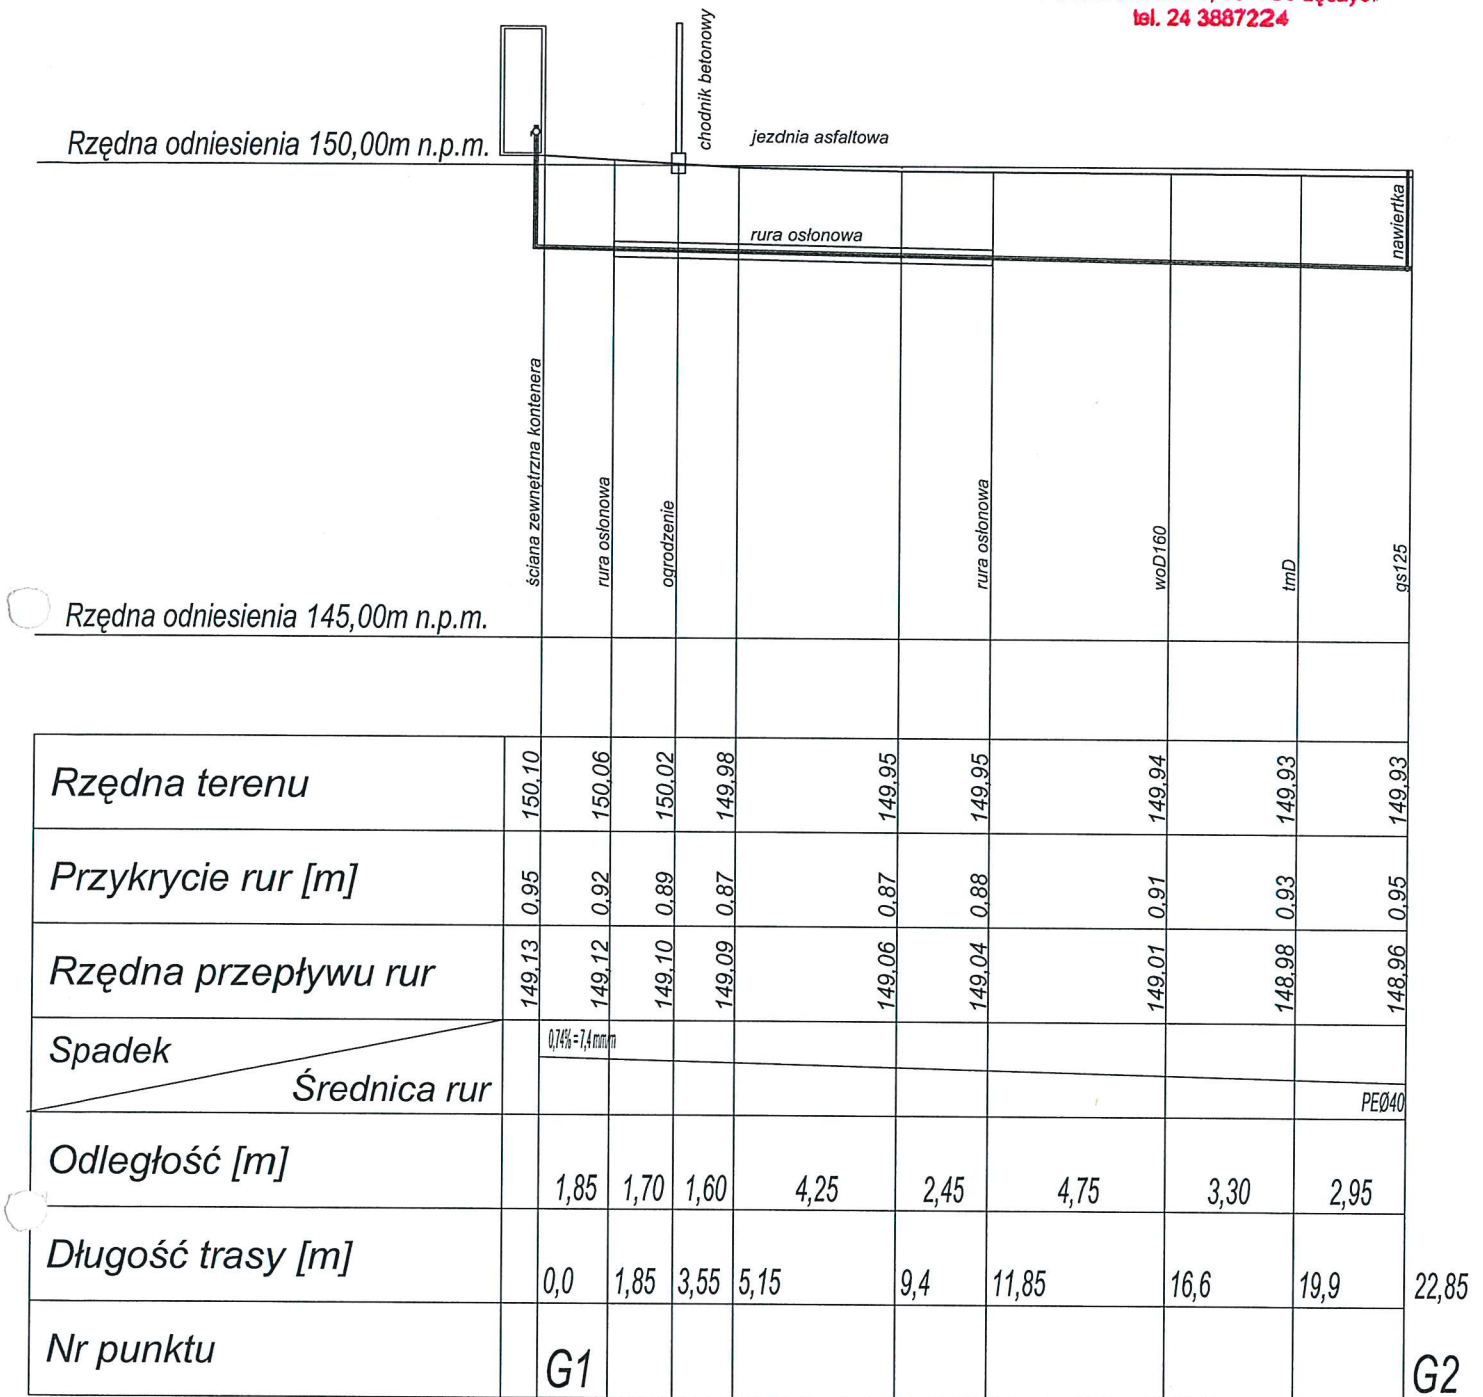 tel. 24 3887224
chodnik betonowy
Rzędna odniesienia 150,00m n.p.m.
jezdnia asfaltowa
nawiertka
rura osłonowa
ściana zewnętrzna kontenera
rura osłonowa
ogrodzenie
rura osłonowa
woD160
tmD
gs125
Rzędna odniesienia 145,00m n.p.m.
Rzędna terenu 150,10 150,06 150,02 149,98 149,95 149,95 149,94 149,93 149,93
Przykrycie rur [m] 0,95 0,92 0,89 0,87 0,87 0,88 0,91 0,93 0,95
Rzędna przepływu rur 149,13 149,12 149,10 149,09 149,06 149,04 149,01 148,98 148,96
Spadek 0,74%=7,4mm/m
Średnica rur PEØ40
Odległość [m] 1,85 1,70 1,60 4,25 2,45 4,75 3,30 2,95
Długość trasy [m] 0,0 1,85 3,55 5,15 9,4 11,85 16,6 19,9 22,85
Nr punktu G1 G2